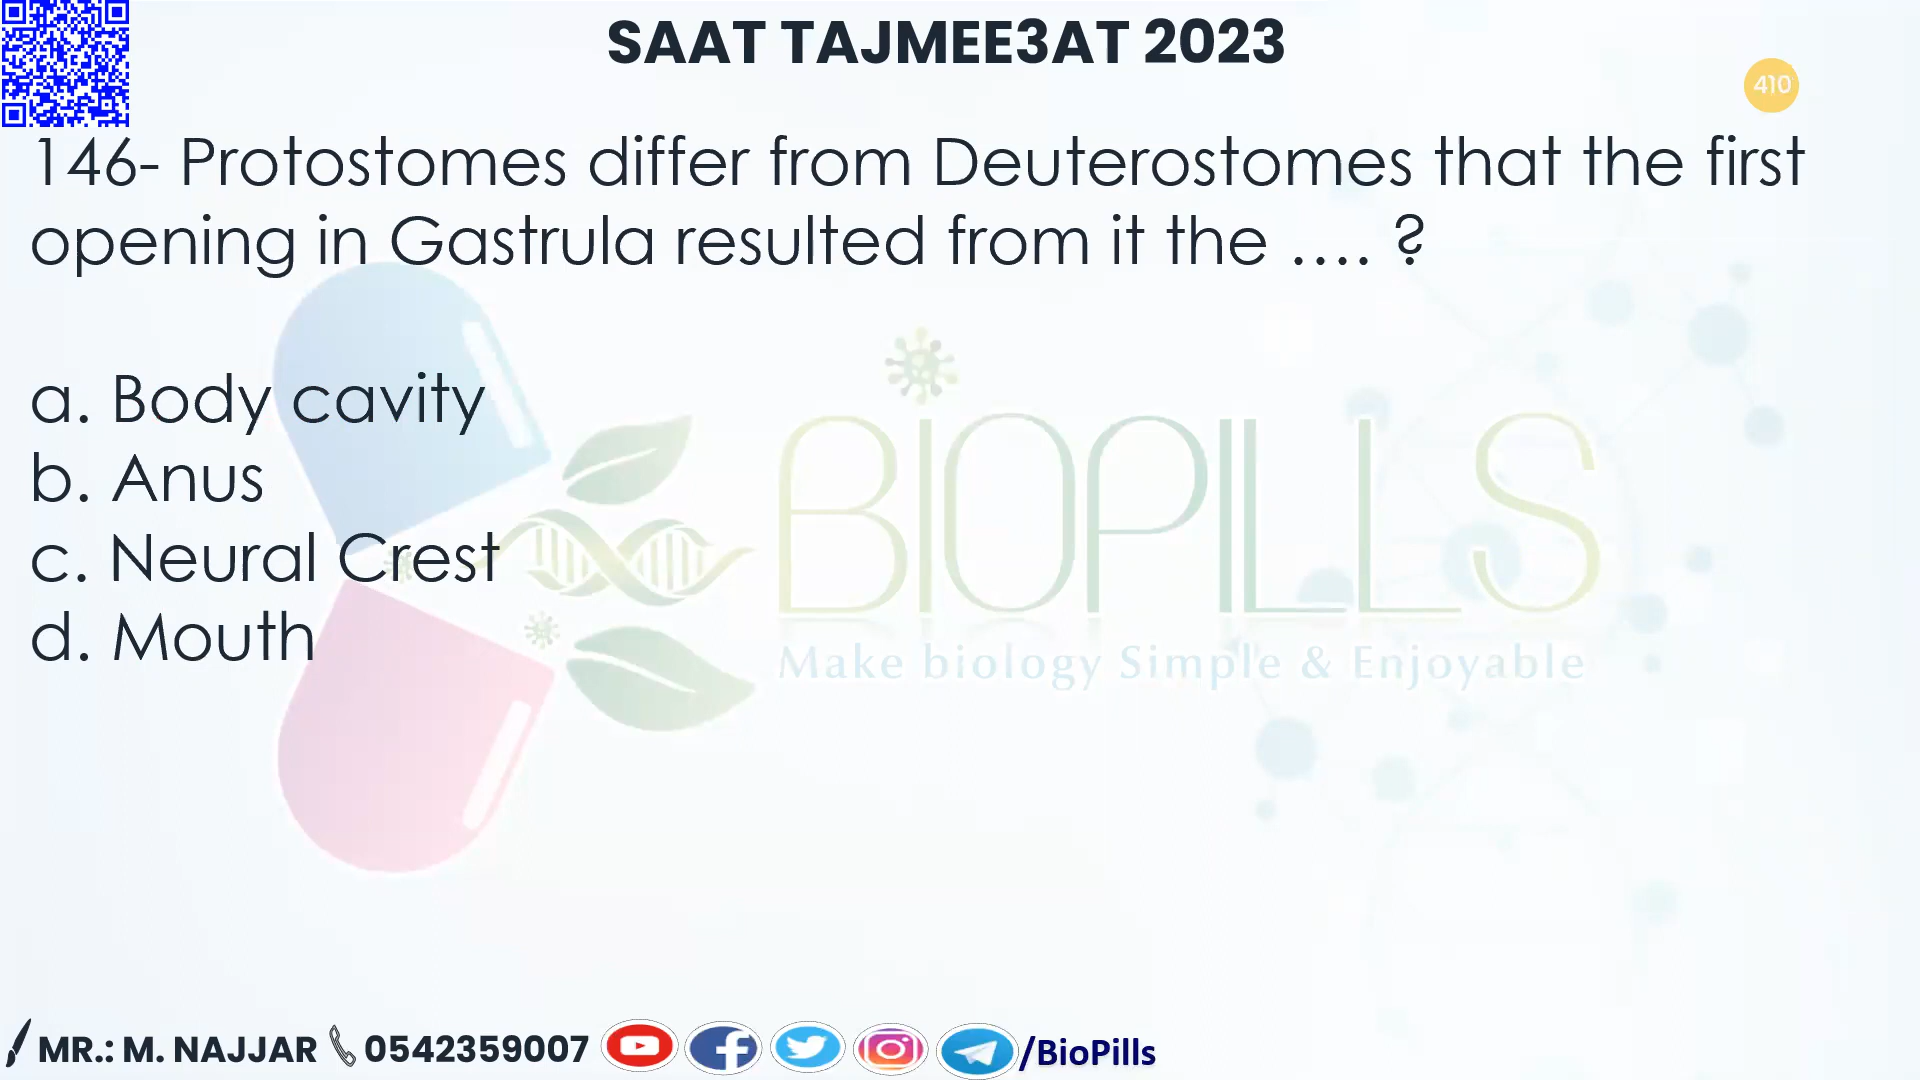 SAAT TAJMEE3AT 2023
410
146- Protostomes differ from Deuterostomes that the first
opening in Gastrula resulted from it the .... ?
a. Body cavity
b. Anus
c. Neural Crest
d. Mouth
BIOPILLS
Make biology Simple & Enjoyable
MR.: M. NAJJAR 0542359007 /BioPills